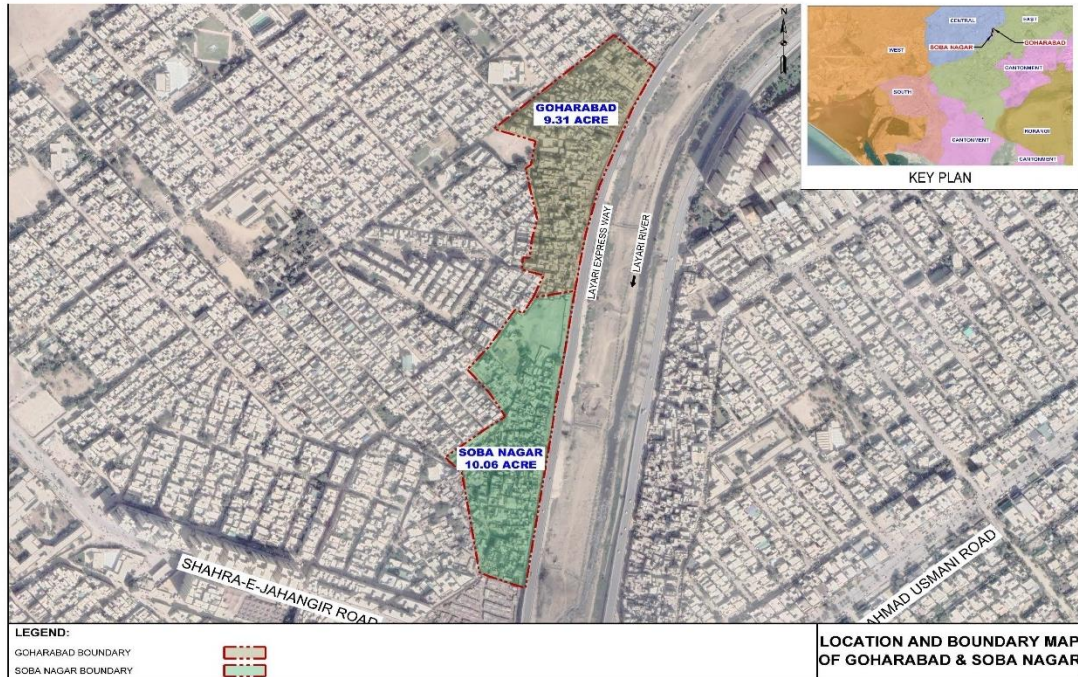 N
GOHARABAD
9.31 ACRE
LAYARI EXPRESS WAY
LAYARI RIVER
SOBA NAGAR
10.06 ACRE
SHAHRA-E-JAHANGIR ROAD
AHMAD USMANI ROAD
CENTRAL
EAST
SOBA NAGAR
GOHARABAD
WEST
CANTONMENT
SOUTH
KORANGI
CANTONMENT
CANTONMENT
KEY PLAN
LEGEND:
GOHARABAD BOUNDARY
SOBA NAGAR BOUNDARY
LOCATION AND BOUNDARY MAP
OF GOHARABAD & SOBA NAGAR